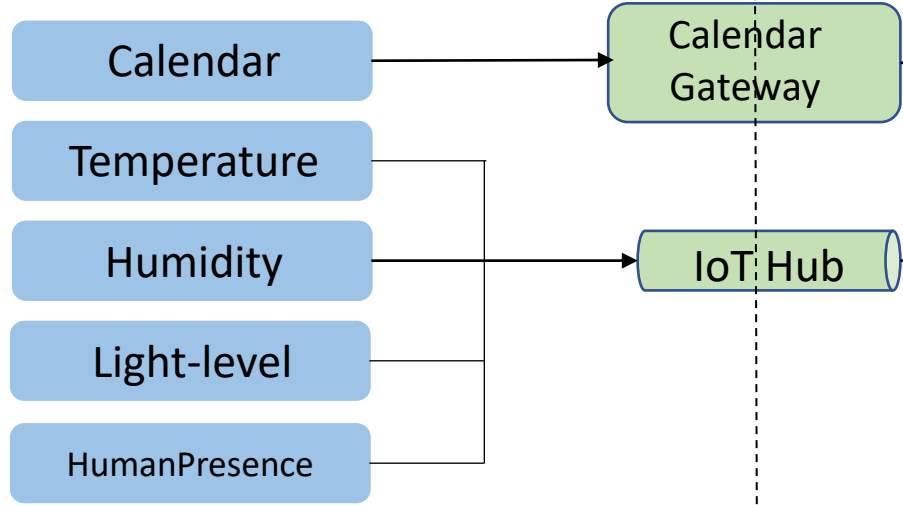 Calendar
Calendar
Gateway
Temperature
Humidity
IoT Hub
Light-level
HumanPresence